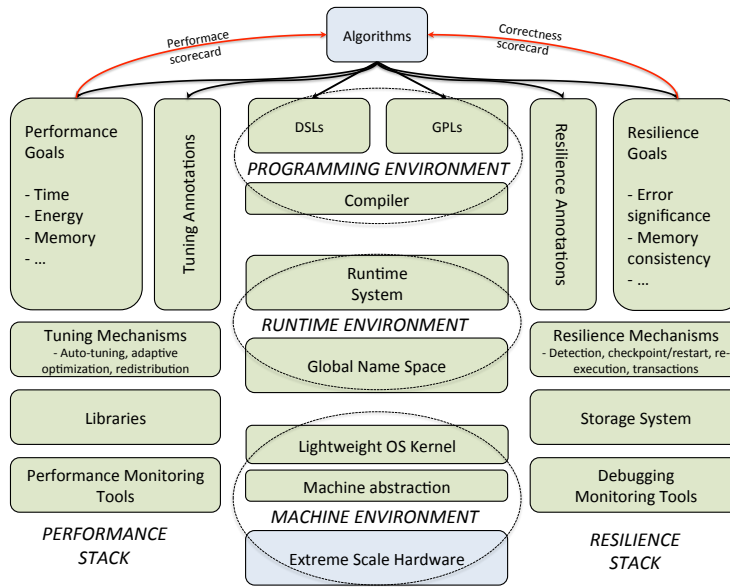 Algorithms
Performace
scorecard
Correctness
scorecard
Performance
Goals
- Time
- Energy
- Memory
- ...
Tuning Annotations
DSLs
GPLs
PROGRAMMING ENVIRONMENT
Compiler
Resilience Annotations
Resilience
Goals
- Error
significance
- Memory
consistency
- ...
Runtime
System
RUNTIME ENVIRONMENT
Global Name Space
Tuning Mechanisms
- Auto-tuning, adaptive
optimization, redistribution
Resilience Mechanisms
- Detection, checkpoint/restart, re-
execution, transactions
Libraries
Storage System
Lightweight OS Kernel
Machine abstraction
MACHINE ENVIRONMENT
Extreme Scale Hardware
Performance Monitoring
Tools
Debugging
Monitoring Tools
PERFORMANCE
STACK
RESILIENCE
STACK